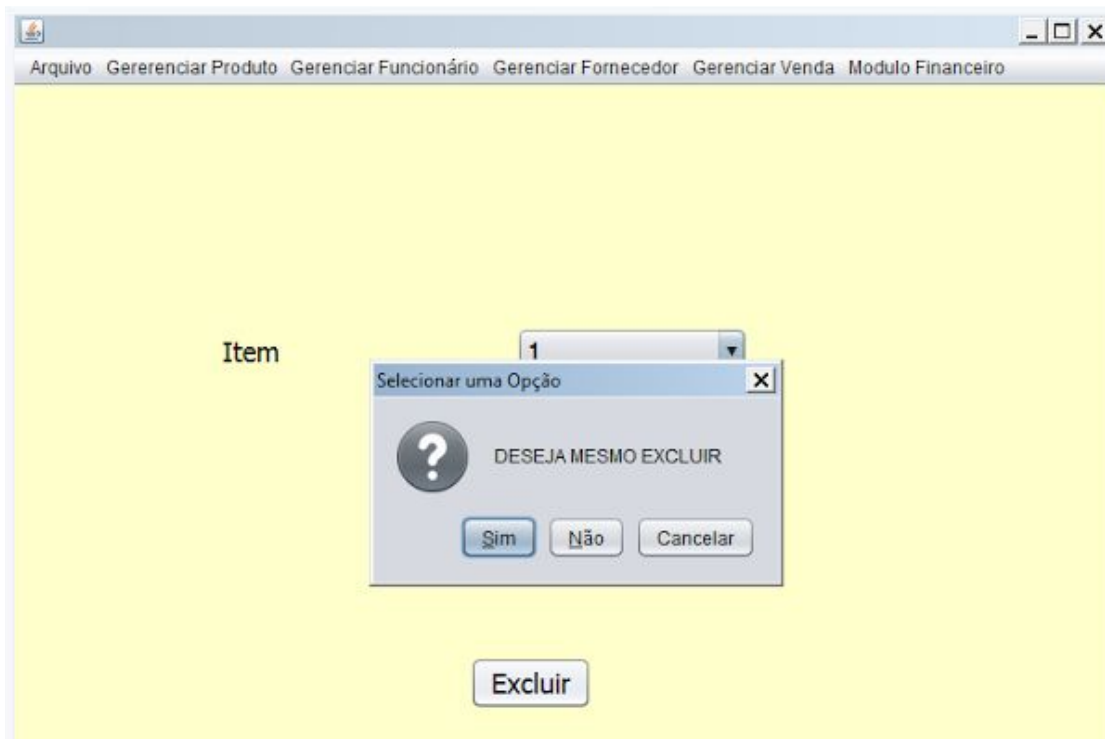 Arquivo Gererenciar Produto Gerenciar Funcionário Gerenciar Fornecedor Gerenciar Venda Modulo Financeiro
Item
1
Selecionar uma Opção
DESEJA MESMO EXCLUIR
Sim Não Cancelar
Excluir